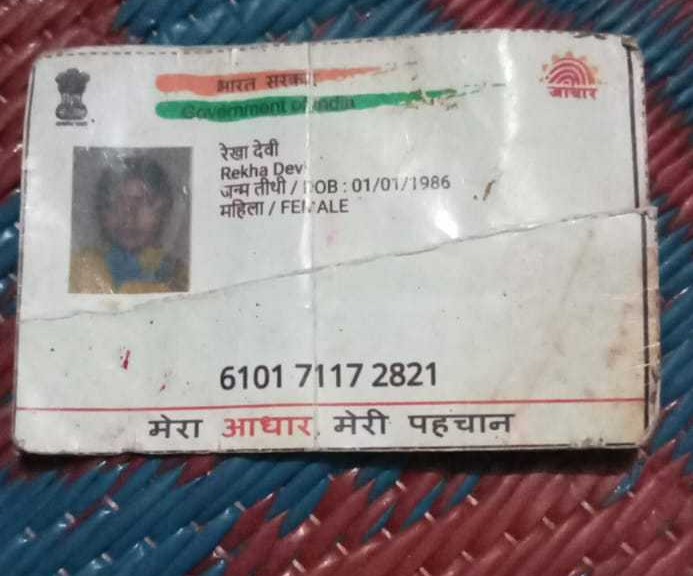 भारत सरकार
Government of India
आधार
रेखा देवी
Rekha Devi
जन्म तीथी / DOB : 01/01/1986
महिला / FEMALE
6101 7117 2821
मेरा आधार, मेरी पहचान